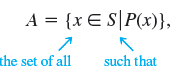 A = {x ∈ S|P(x)},
the set of all such that